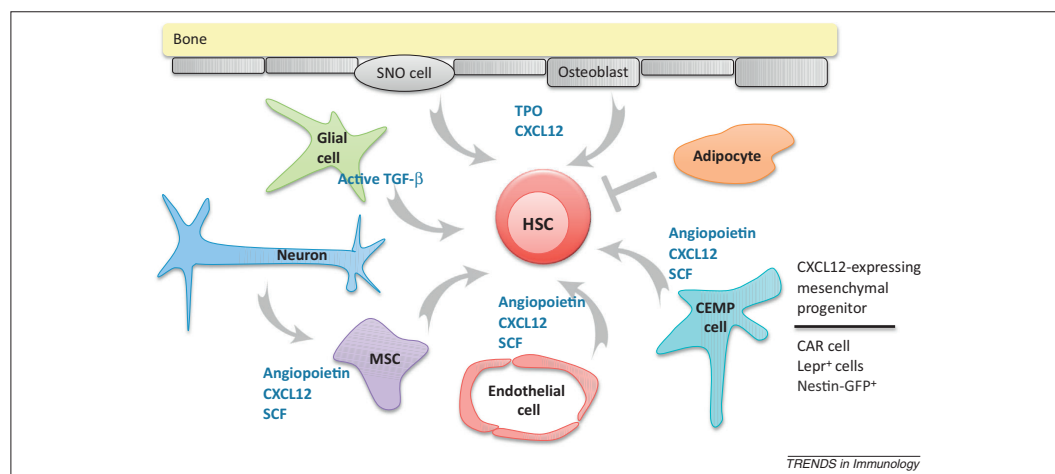 Bone
SNO cell
Osteoblast
TPO
CXCL12
Glial
cell
Active TGF-β
Adipocyte
HSC
Neuron
Angiopoietin
CXCL12
SCF
CEMP
cell
CXCL12-expressing
mesenchymal
progenitor
CAR cell
Lepr⁺ cells
Nestin-GFP⁺
MSC
Angiopoietin
CXCL12
SCF
Angiopoietin
CXCL12
SCF
Endothelial
cell
TRENDS in Immunology